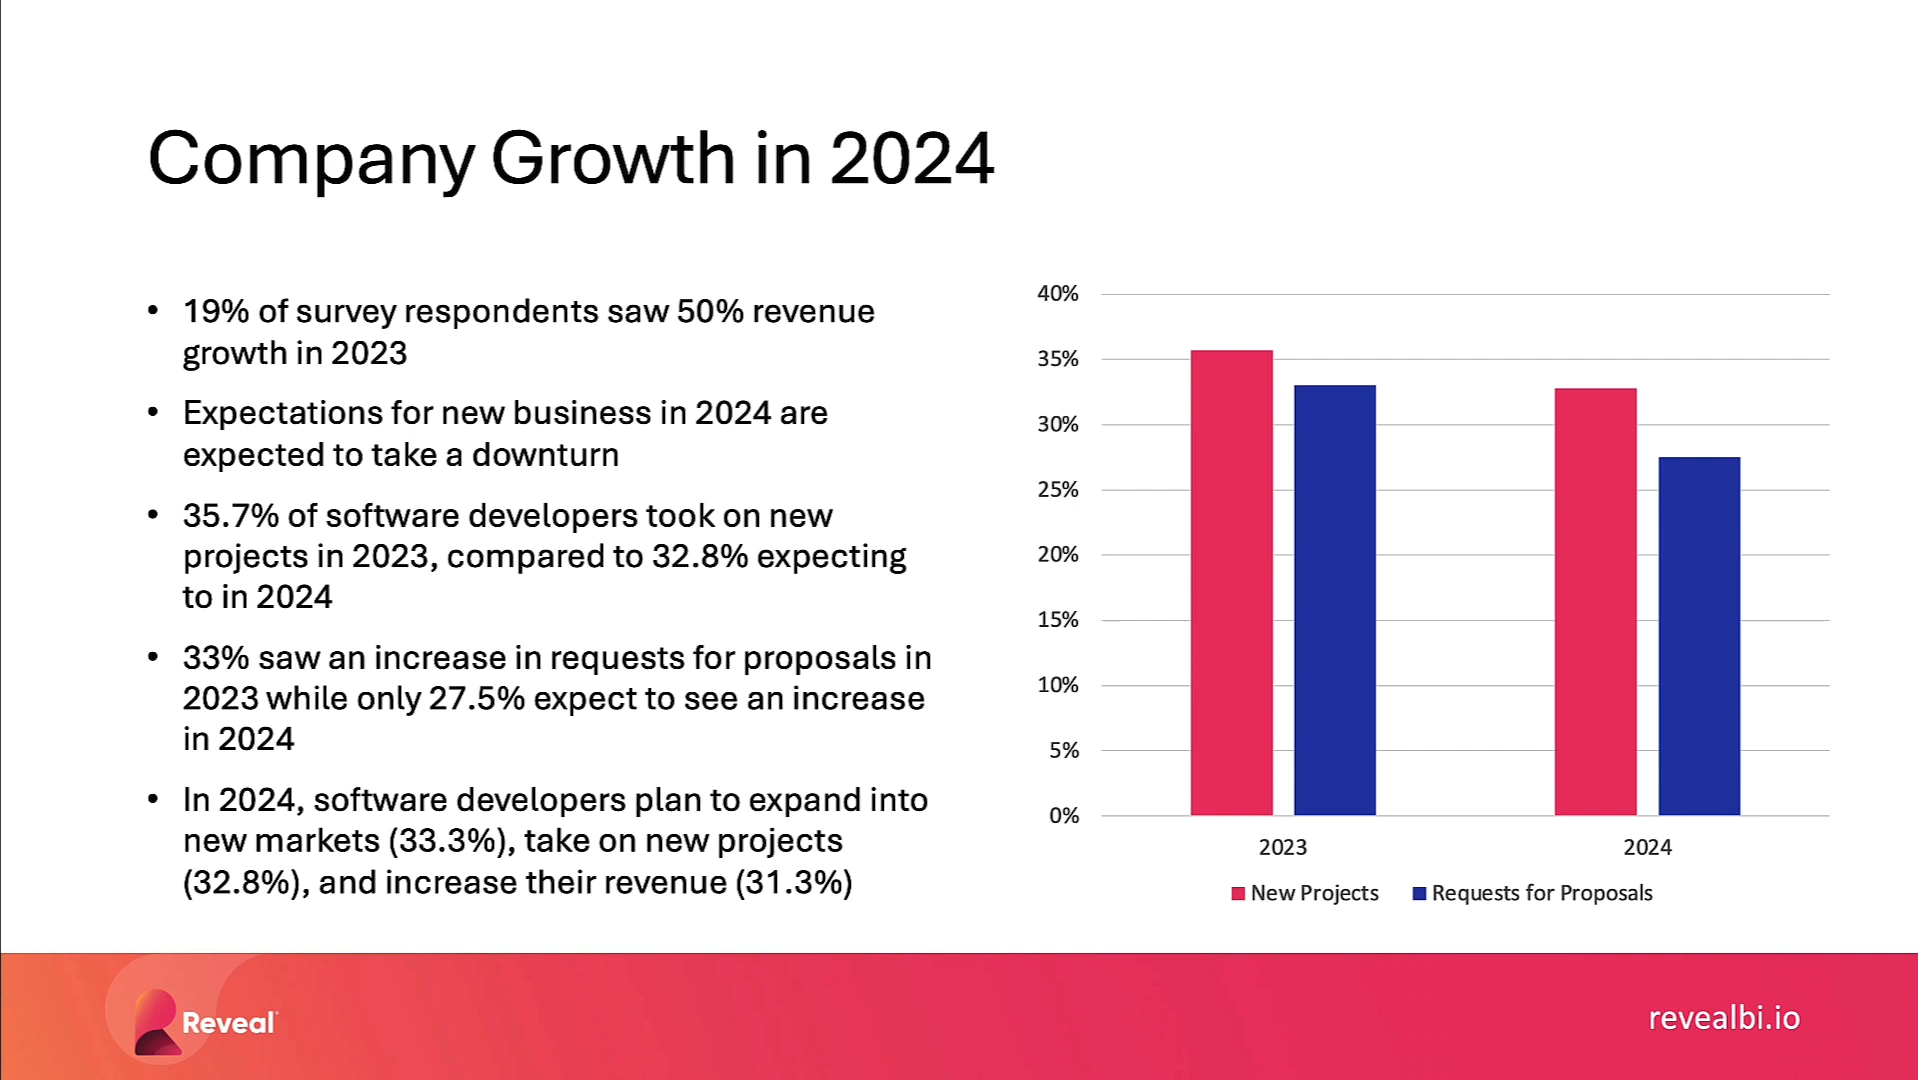 Company Growth in 2024
• 19% of survey respondents saw 50% revenue
growth in 2023
• Expectations for new business in 2024 are
expected to take a downturn
• 35.7% of software developers took on new
projects in 2023, compared to 32.8% expecting
to in 2024
• 33% saw an increase in requests for proposals in
2023 while only 27.5% expect to see an increase
in 2024
• In 2024, software developers plan to expand into
new markets (33.3%), take on new projects
(32.8%), and increase their revenue (31.3%)
40%
35%
30%
25%
20%
15%
10%
5%
0%
2023 2024
New Projects Requests for Proposals
Reveal
revealbi.io